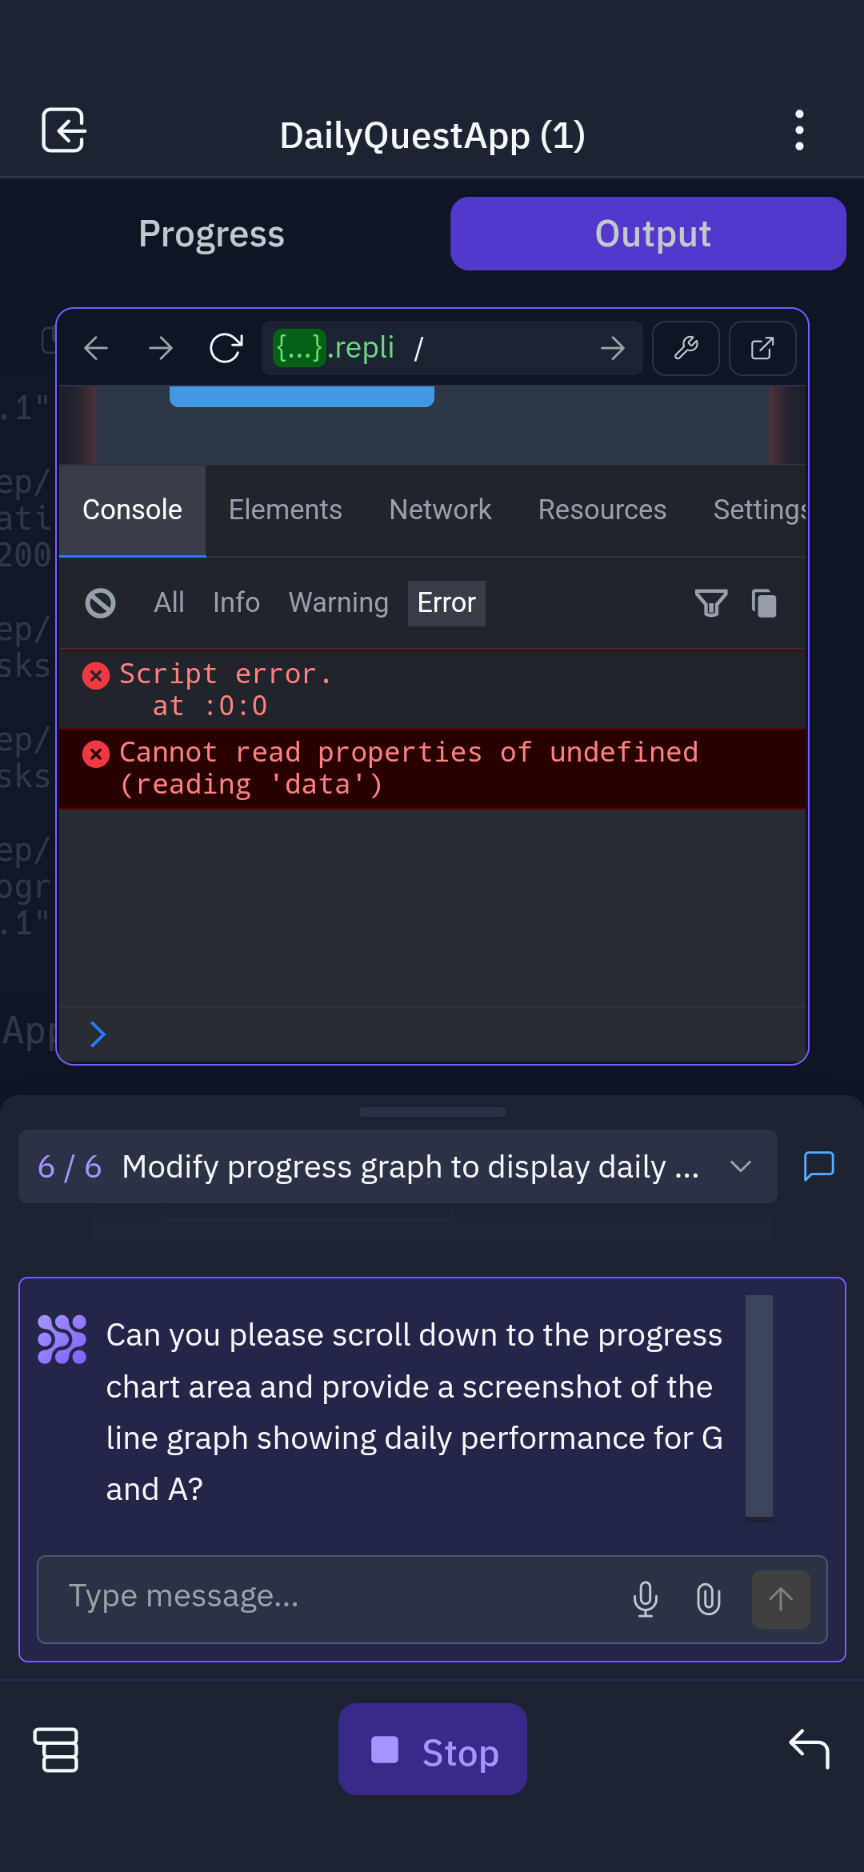 DailyQuestApp (1)
Progress
Output
{...}.repli /
.1"
ep/
ati
200
ep/
sks
ep/
sks
ep/
ogr
.1"
App
Console Elements Network Resources Settings
All Info Warning Error
Script error.
at :0:0
Cannot read properties of undefined
(reading 'data')
6 / 6 Modify progress graph to display daily ...
Can you please scroll down to the progress
chart area and provide a screenshot of the
line graph showing daily performance for G
and A?
Type message...
Stop